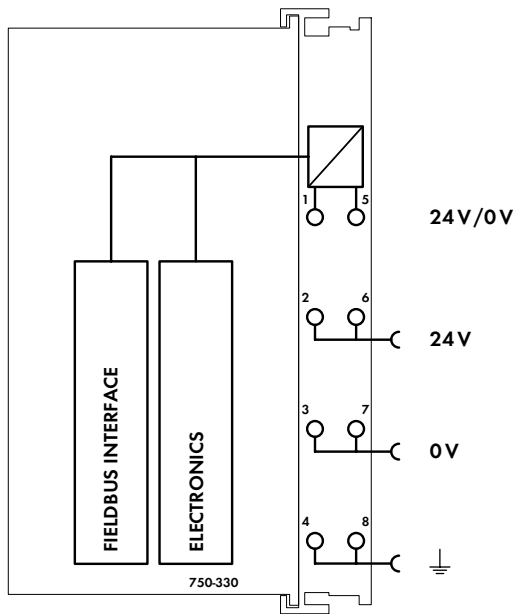 1 5
24V/0V
2 6
24V
3 7
0V
4 8
FIELDBUS INTERFACE
ELECTRONICS
750-330